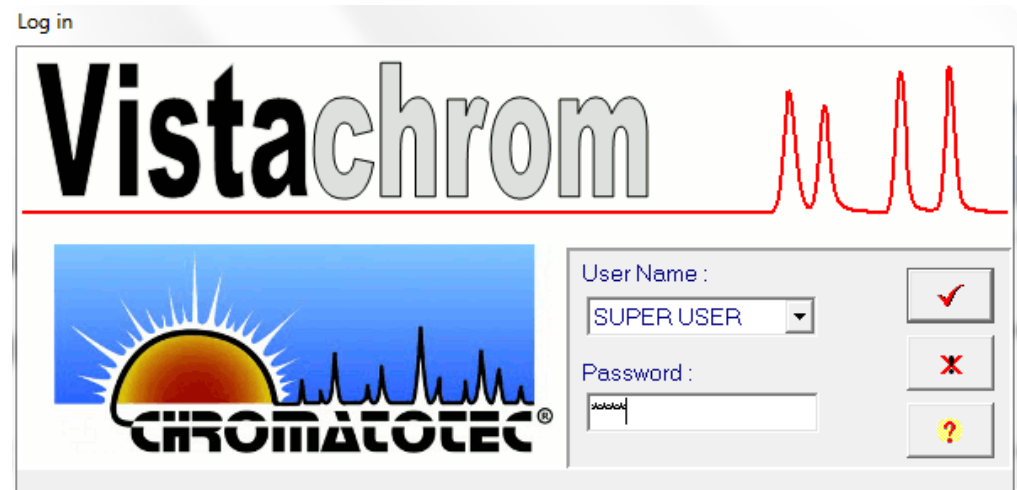 Log in
Vistachrom
User Name :
SUPER USER
Password :
****
CHROMATOTEC®